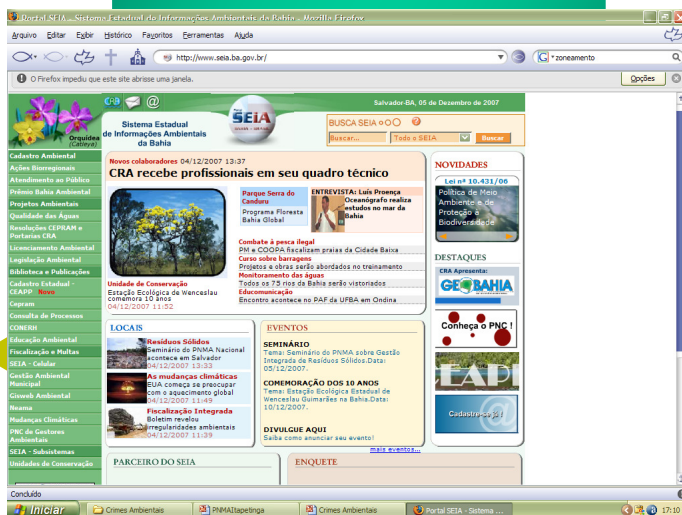 Portal SEIA - Sistema Estadual de Informações Ambientais da Bahia - Mozilla Firefox
Arquivo Editar Exibir Histórico Favoritos Ferramentas Ajuda
http://www.seia.ba.gov.br/
zoneamento
O Firefox impediu que este site abrisse uma janela.
Opções
Orquídea
(Catleya)
CRA
Sistema Estadual
de Informações Ambientais
da Bahia
SEIA
Salvador-BA, 05 de Dezembro de 2007
BUSCA SEIA
Buscar...
Todo o SEIA
Buscar
Cadastro Ambiental
Ações Biorregionais
Atendimento ao Público
Prêmio Bahia Ambiental
Projetos Ambientais
Qualidade das Águas
Resoluções CEPRAM e
Portarias CRA
Licenciamento Ambiental
Legislação Ambiental
Biblioteca e Publicações
Cadastro Estadual -
CEAPP Novo
Cepram
Consulta de Processos
CONERH
Educação Ambiental
Fiscalização e Multas
SEIA - Celular
Gestão Ambiental
Municipal
Gisweb Ambiental
Neama
Mudanças Climáticas
PNC de Gestores
Ambientais
SEIA - Subsistemas
Unidades de Conservação
Novos colaboradores 04/12/2007 13:37
CRA recebe profissionais em seu quadro técnico
Unidade de Conservação
Estação Ecológica de Wenceslau
comemora 10 anos
04/12/2007 11:52
Parque Serra do
Canduru
Programa Floresta
Bahia Global
ENTREVISTA: Luís Proença
Oceanógrafo realiza
estudos no mar da
Bahia
Combate à pesca ilegal
PM e COOPA fiscalizam praias da Cidade Baixa
Curso sobre barragens
Projetos e obras serão abordados no treinamento
Monitoramento das águas
Todos os 75 rios da Bahia serão vistoriados
Educomunicação
Encontro acontece no PAF da UFBA em Ondina
LOCAIS
Resíduos Sólidos
Seminário do PNMA Nacional
acontece em Salvador
04/12/2007 13:33
As mudanças climáticas
EUA começa se preocupar
com o aquecimento global
04/12/2007 11:49
Fiscalização Integrada
Boletim revelou
irregularidades ambientais
04/12/2007 11:39
EVENTOS
SEMINÁRIO
Tema: Seminário do PNMA sobre Gestão
Integrada de Resíduos Sólidos.Data:
05/12/2007.
COMEMORAÇÃO DOS 10 ANOS
Tema: Estação Ecológica Estadual de
Wenceslau Guimarães na Bahia.Data:
10/12/2007.
DIVULGUE AQUI
Saiba como anunciar seu evento!
mais eventos...
PARCEIRO DO SEIA
ENQUETE
NOVIDADES
Lei nº 10.431/06
Política de Meio
Ambiente e de
Proteção à
Biodiversidade
DESTAQUES
CRA Apresenta:
GEOBAHIA
Conheça o PNC !
EAPI
Cadastre-se já !
Concluído
Iniciar
Crimes Ambientais
PNMAItapetinga
Crimes Ambientais
Portal SEIA - Sistema ...
17:10